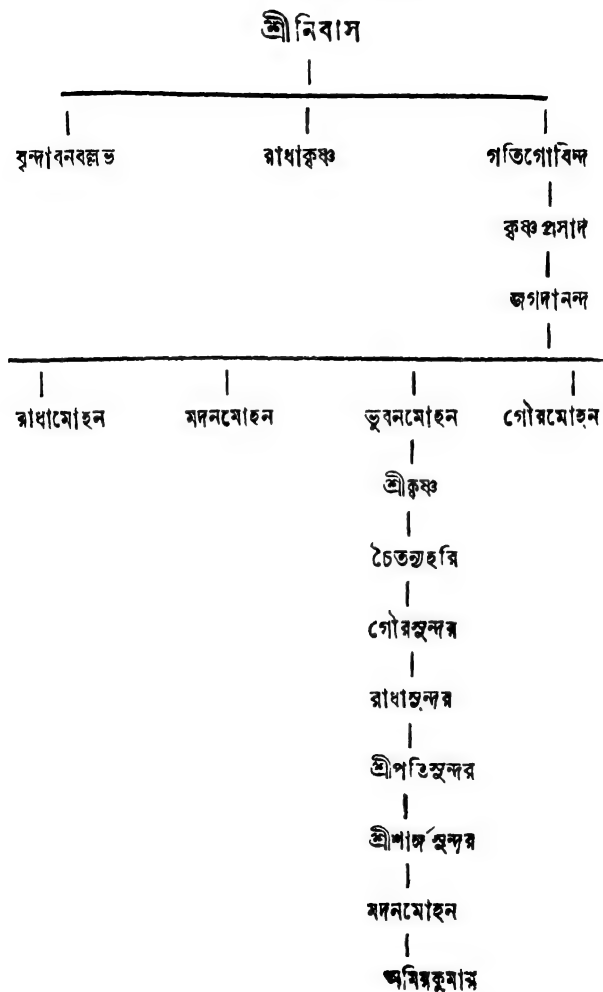 শ্রীনিবাস
বৃন্দাবনবল্লভ রাধাকৃষ্ণ গতিগোবিন্দ
কৃষ্ণপ্রসাদ
জগদানন্দ
রাধামোহন মদনমোহন ভুবনমোহন গৌরমোহন
শ্রীকৃষ্ণ
চৈতন্যহরি
গৌরসুন্দর
রাধাসুন্দর
শ্রীপতিসুন্দর
শ্রীশার্ঙ্গসুন্দর
মদনমোহন
অমিয়কুমার